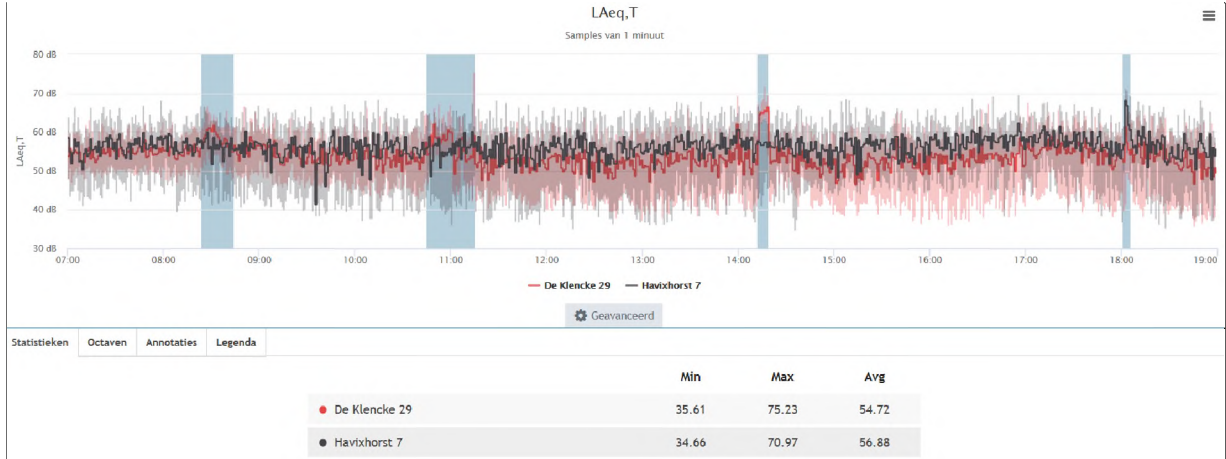 LAeq,T
Samples van 1 minuut
80 dB
70 dB
60 dB
50 dB
40 dB
30 dB
LAeq,T
07:00 08:00 09:00 10:00 11:00 12:00 13:00 14:00 15:00 16:00 17:00 18:00 19:00
De Klencke 29 Havixhorst 7
Geavanceerd
Statistieken Octaven Annotaties Legenda
Min Max Avg
De Klencke 29 35.61 75.23 54.72
Havixhorst 7 34.66 70.97 56.88